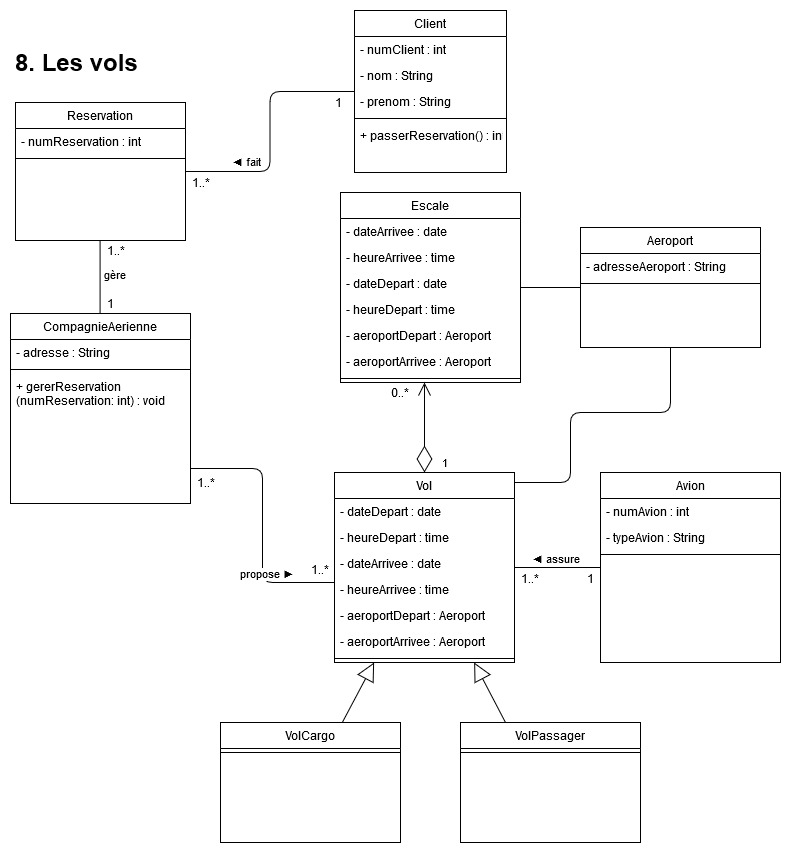 8. Les vols
Client
- numClient : int
- nom : String
- prenom : String
+ passerReservation() : in
1
◄ fait
1..*
Reservation
- numReservation : int
1..*
gère
1
CompagnieAerienne
- adresse : String
+ gererReservation
(numReservation: int) : void
1..*
propose ►
1..*
Escale
- dateArrivee : date
- heureArrivee : time
- dateDepart : date
- heureDepart : time
- aeroportDepart : Aeroport
- aeroportArrivee : Aeroport
0..*
1
Aeroport
- adresseAeroport : String
Vol
- dateDepart : date
- heureDepart : time
- dateArrivee : date
- heureArrivee : time
- aeroportDepart : Aeroport
- aeroportArrivee : Aeroport
◄ assure
1..*
1
Avion
- numAvion : int
- typeAvion : String
VolCargo
VolPassager